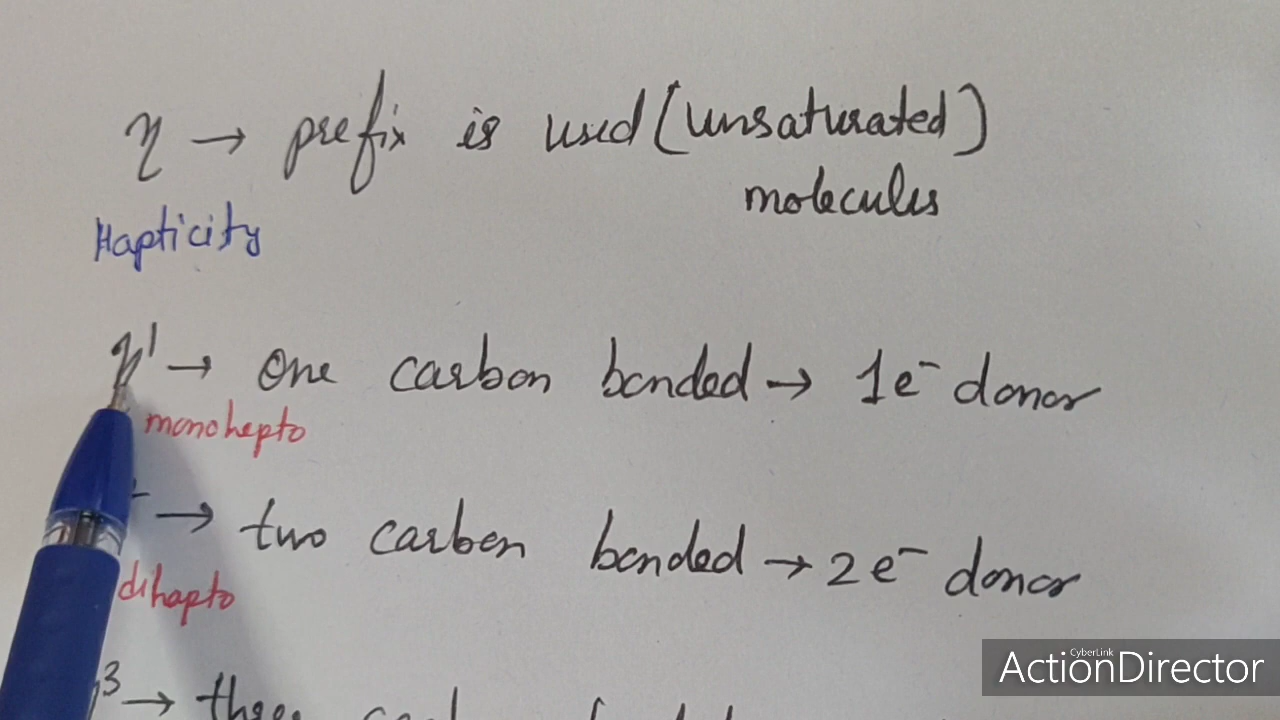 η → prefix is used (unsaturated)
molecules
Hapticity
η¹ → one carbon bonded → 1e⁻ donor
monohepto
→ two carbon bonded → 2e⁻ donor
dihapto
³ → three
CyberLink
ActionDirector